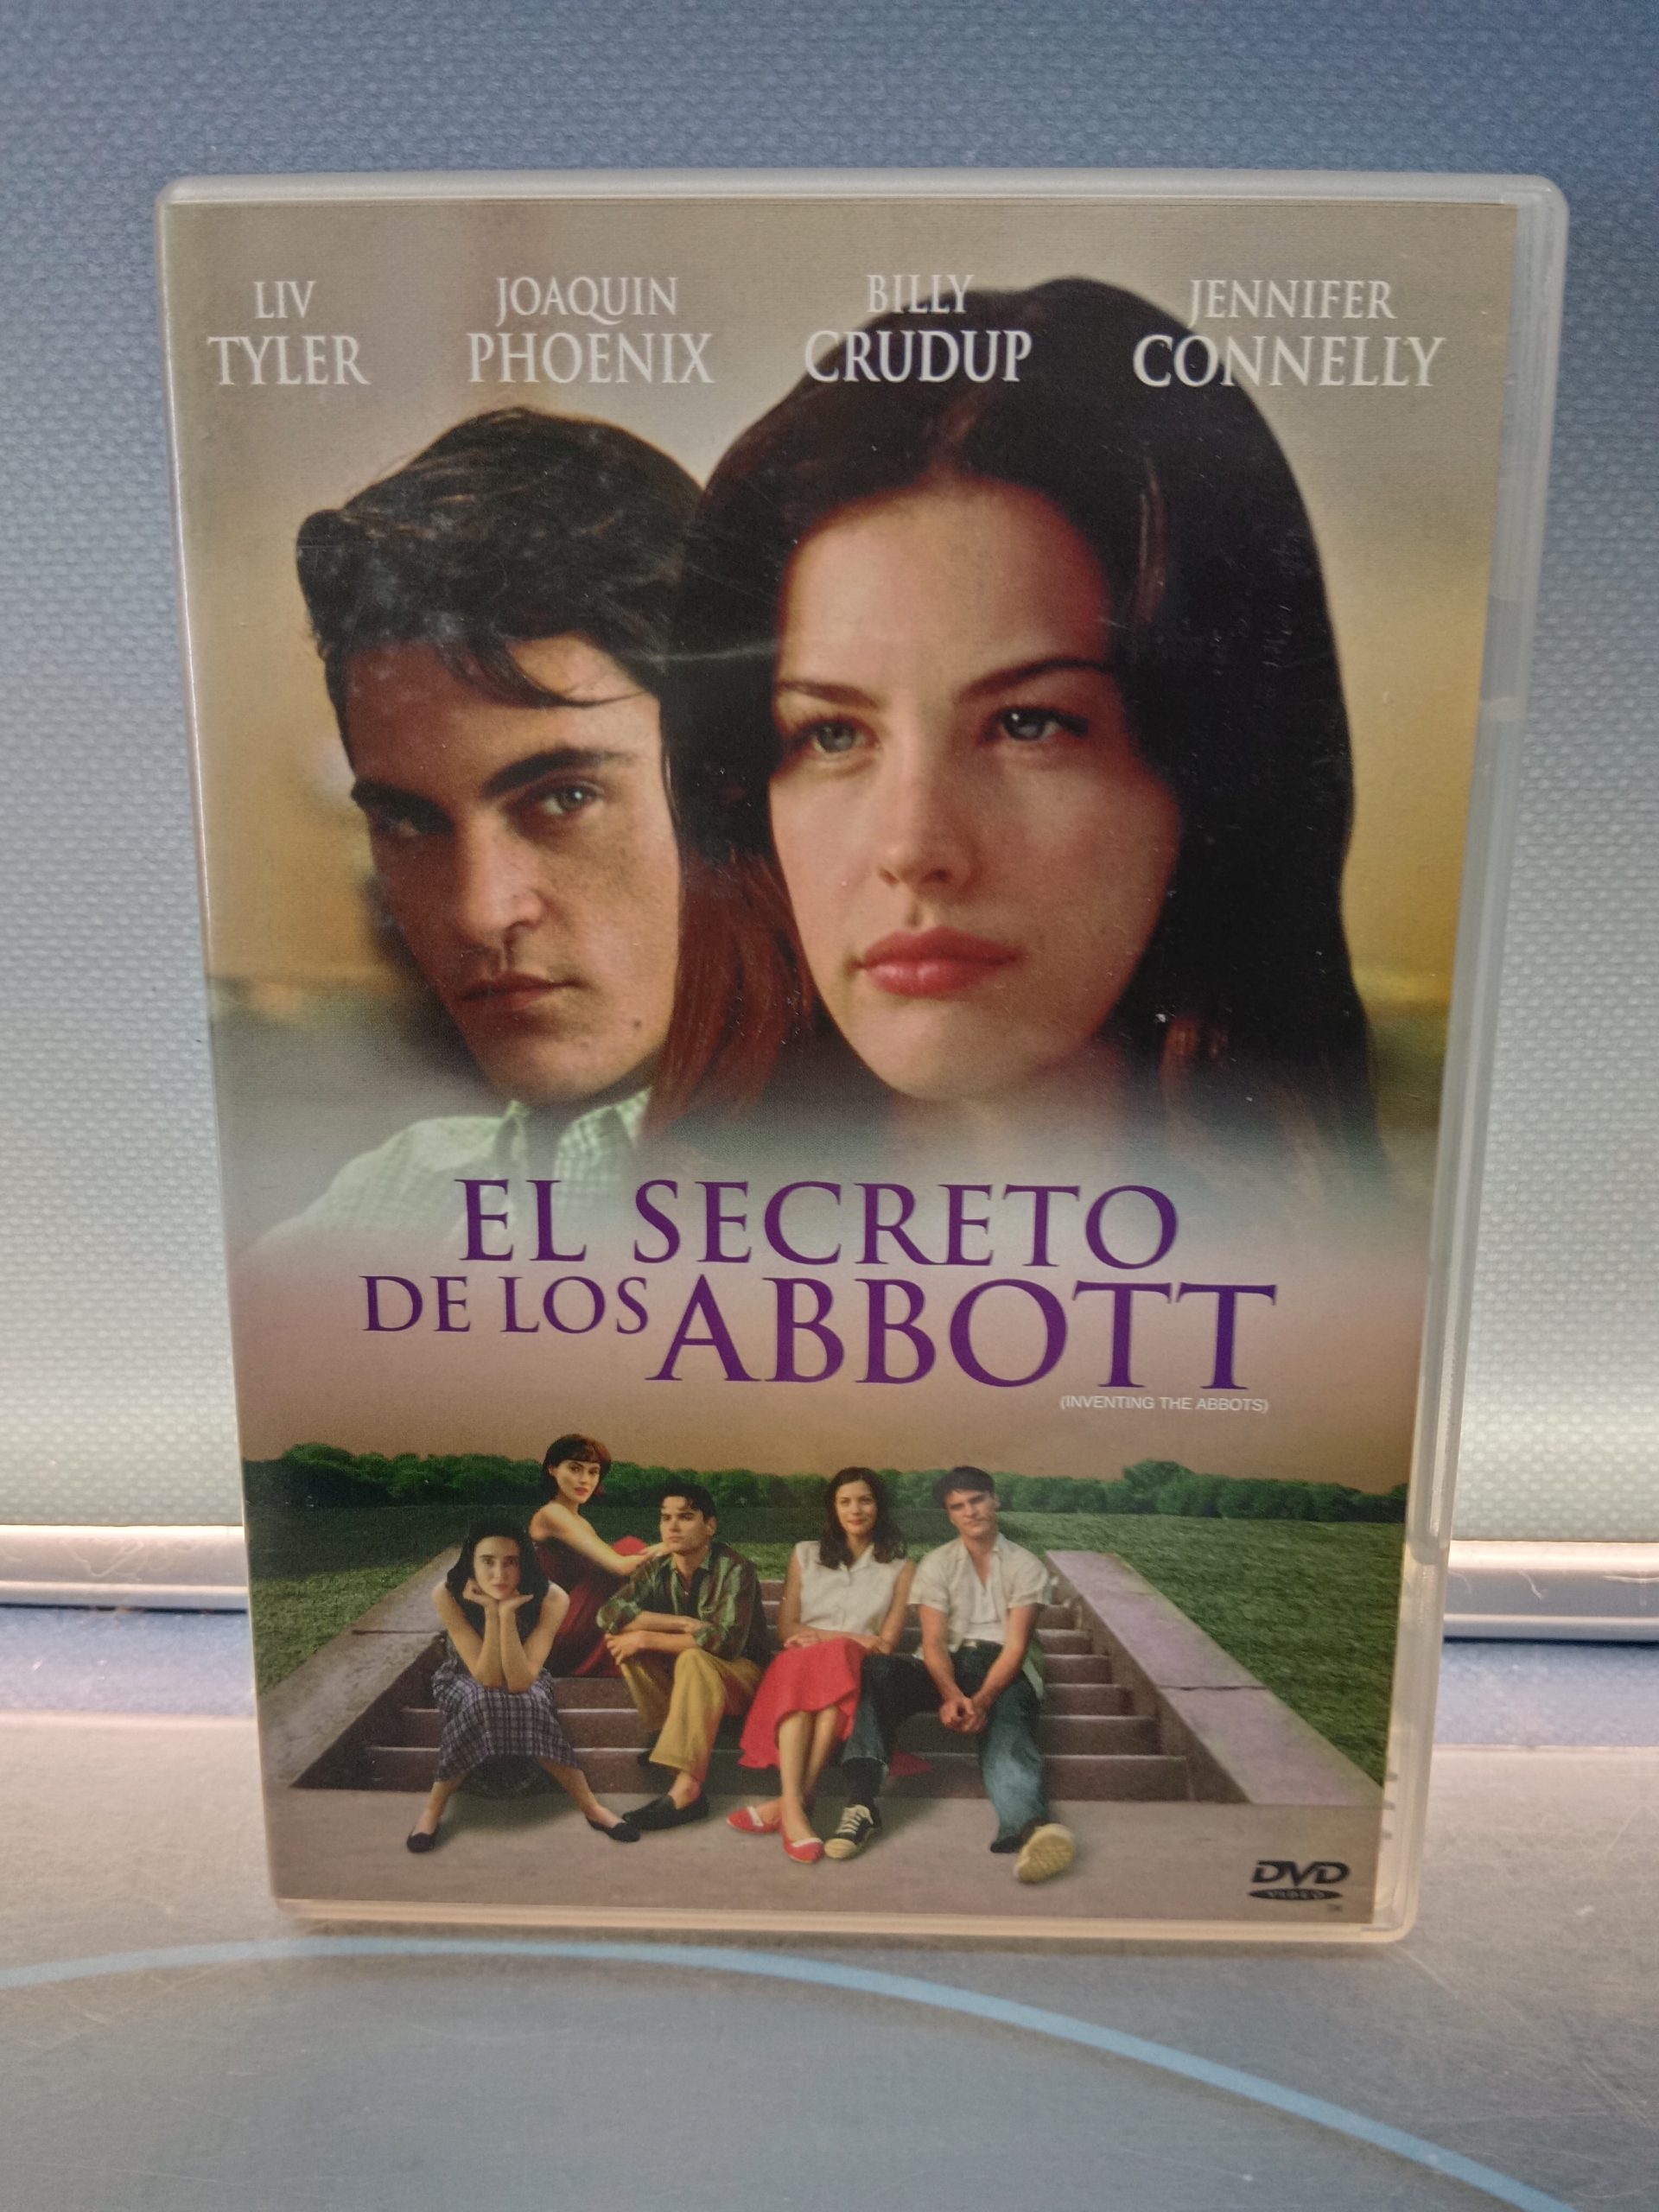 LIV JOAQUIN BILLY JENNIFER
TYLER PHOENIX CRUDUP CONNELLY
EL SECRETO
DE LOS ABBOTT
(INVENTING THE ABBOTS)
DVD
VIDEO